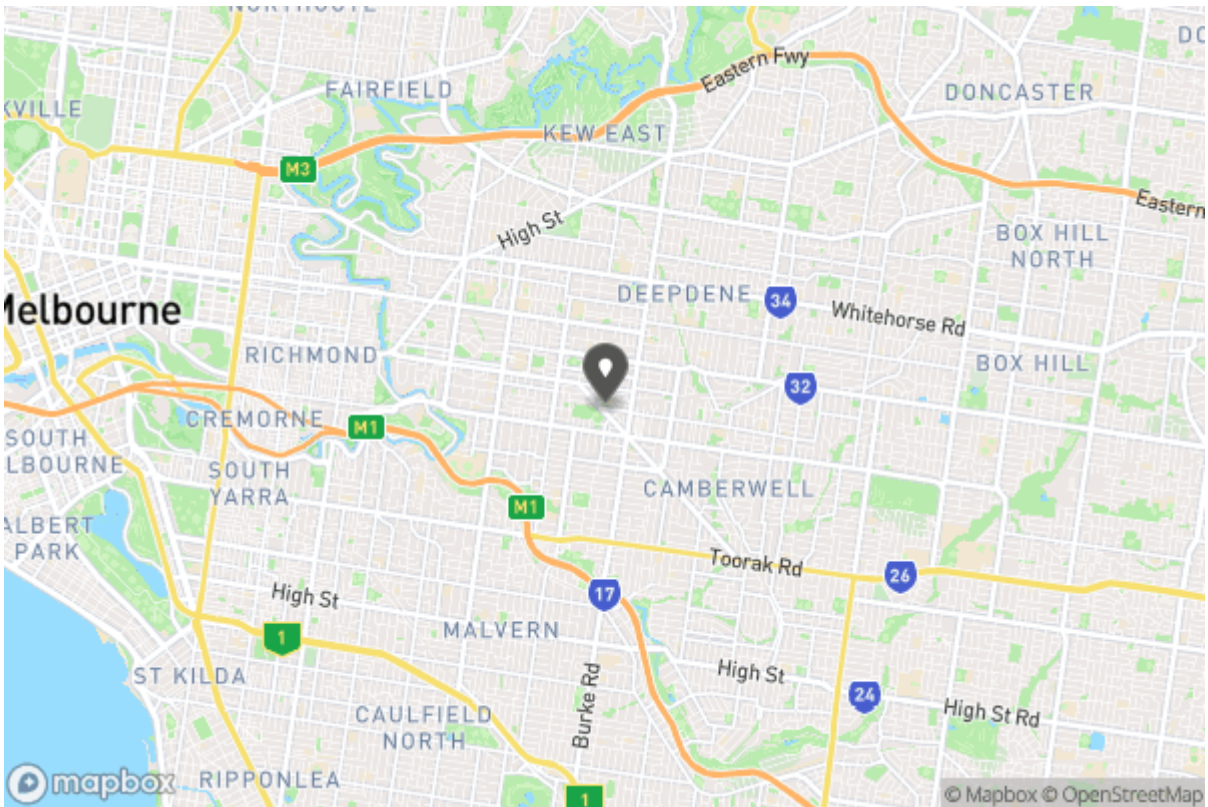 NORTHCOTE
DO
Eastern Fwy
FAIRFIELD
DONCASTER
KVILLE
KEW EAST
M3
Eastern
High St
BOX HILL
NORTH
DEEPDENE
34
Melbourne
Whitehorse Rd
RICHMOND
BOX HILL
32
CREMORNE
M1
SOUTH
LBOURNE
SOUTH
YARRA
CAMBERWELL
M1
ALBERT
PARK
Toorak Rd
26
17
High St
1
MALVERN
High St
ST KILDA
24
Burke Rd
High St Rd
CAULFIELD
NORTH
RIPPONLEA
mapbox
1
© Mapbox © OpenStreetMap